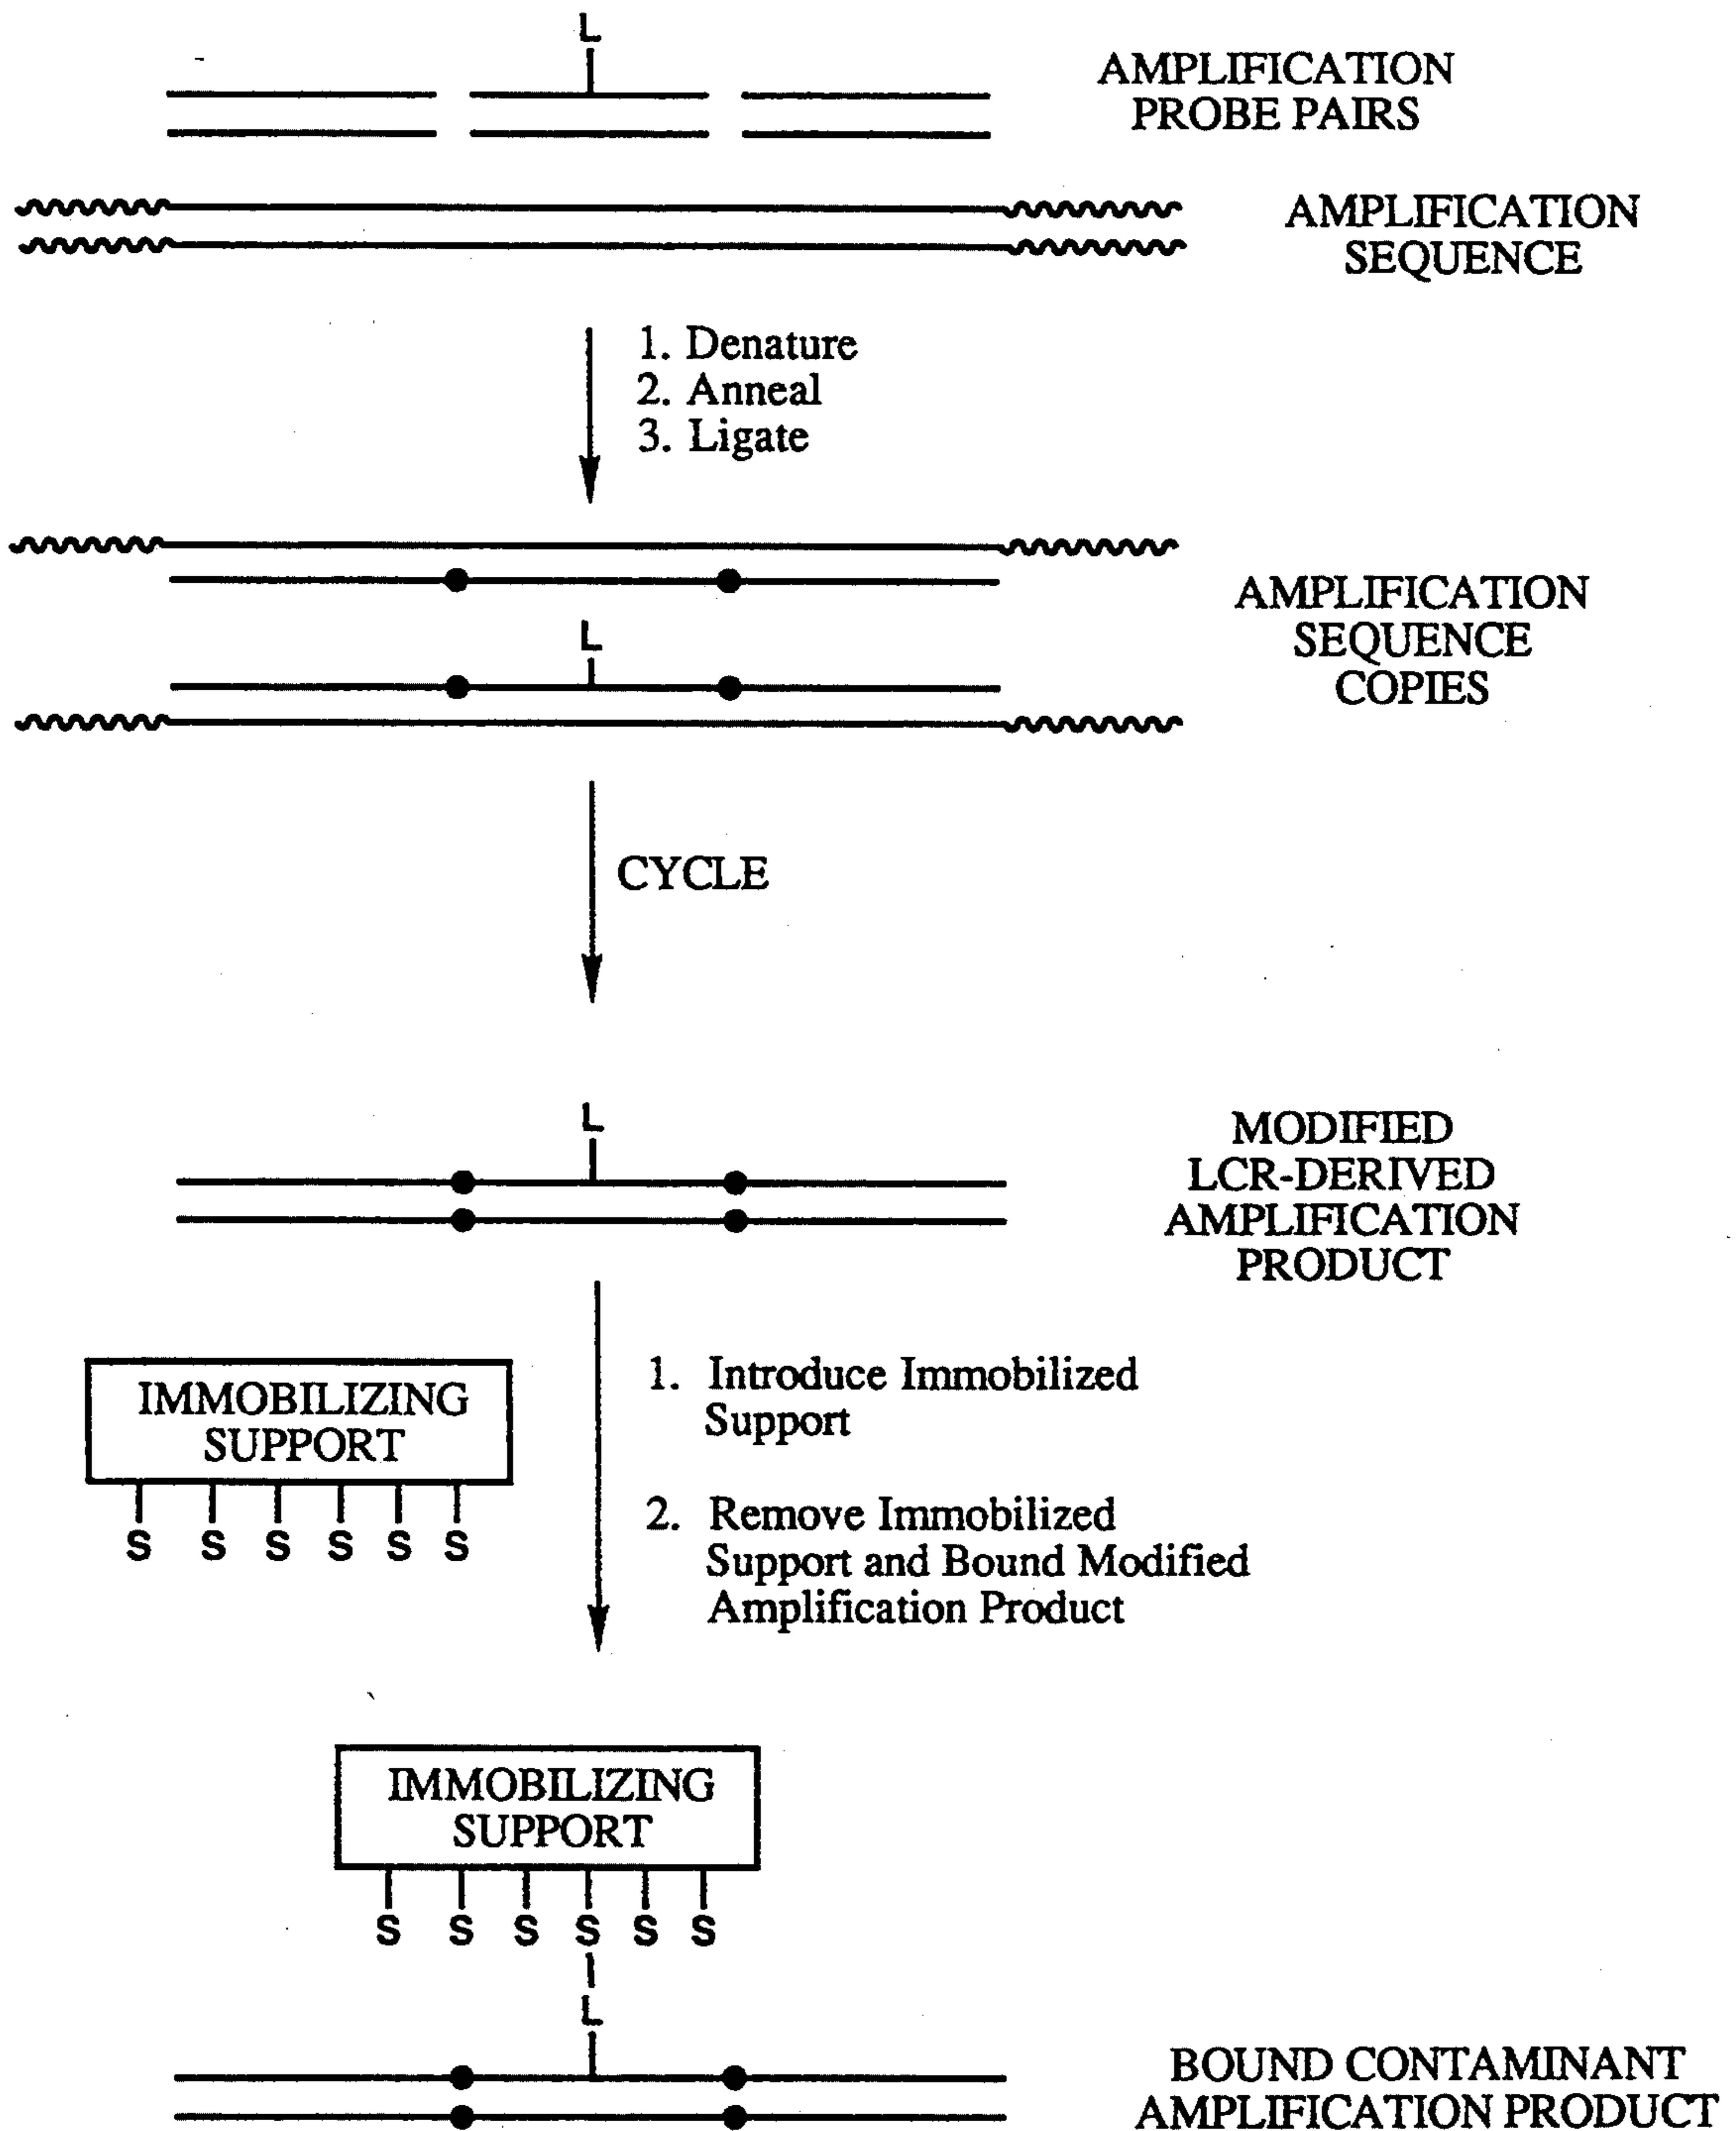 L
AMPLIFICATION
PROBE PAIRS
AMPLIFICATION
SEQUENCE
1. Denature
2. Anneal
3. Ligate
L
AMPLIFICATION
SEQUENCE
COPIES
CYCLE
L
MODIFIED
LCR-DERIVED
AMPLIFICATION
PRODUCT
IMMOBILIZING
SUPPORT
S S S S S S
1. Introduce Immobilized
Support
2. Remove Immobilized
Support and Bound Modified
Amplification Product
IMMOBILIZING
SUPPORT
S S S S S S
L
BOUND CONTAMINANT
AMPLIFICATION PRODUCT